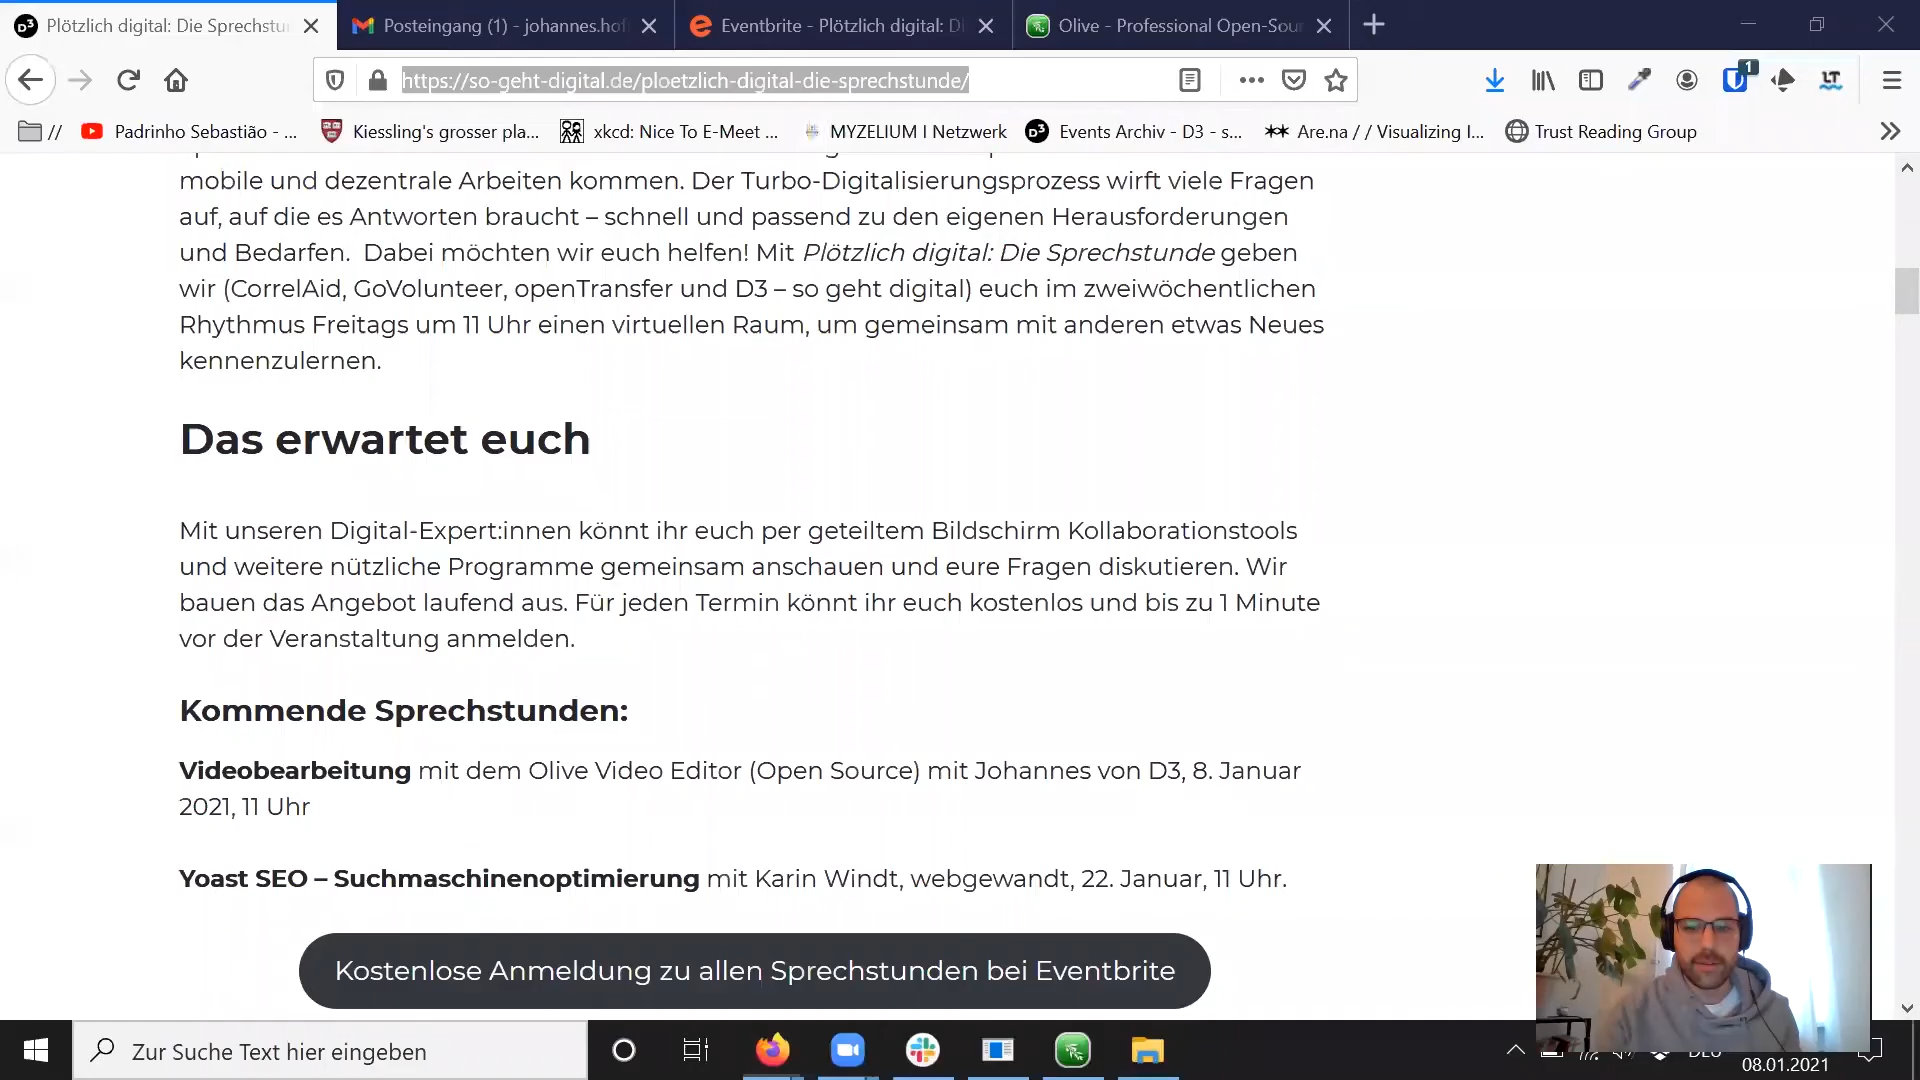 Plötzlich digital: Die Sprechstu
Posteingang (1) - johannes.hof
Eventbrite - Plötzlich digital: D
Olive - Professional Open-Sour
https://so-geht-digital.de/ploetzlich-digital-die-sprechstunde/
1
LT
//
Padrinho Sebastião - ...
Kiessling's grosser pla...
xkcd: Nice To E-Meet ...
MYZELIUM I Netzwerk
Events Archiv - D3 - s...
Are.na / / Visualizing I...
Trust Reading Group
mobile und dezentrale Arbeiten kommen. Der Turbo-Digitalisierungsprozess wirft viele Fragen
auf, auf die es Antworten braucht – schnell und passend zu den eigenen Herausforderungen
und Bedarfen.  Dabei möchten wir euch helfen! Mit Plötzlich digital: Die Sprechstunde geben
wir (CorrelAid, GoVolunteer, openTransfer und D3 – so geht digital) euch im zweiwöchentlichen
Rhythmus Freitags um 11 Uhr einen virtuellen Raum, um gemeinsam mit anderen etwas Neues
kennenzulernen.
Das erwartet euch
Mit unseren Digital-Expert:innen könnt ihr euch per geteiltem Bildschirm Kollaborationstools
und weitere nützliche Programme gemeinsam anschauen und eure Fragen diskutieren. Wir
bauen das Angebot laufend aus. Für jeden Termin könnt ihr euch kostenlos und bis zu 1 Minute
vor der Veranstaltung anmelden.
Kommende Sprechstunden:
Videobearbeitung mit dem Olive Video Editor (Open Source) mit Johannes von D3, 8. Januar
2021, 11 Uhr
Yoast SEO – Suchmaschinenoptimierung mit Karin Windt, webgewandt, 22. Januar, 11 Uhr.
Kostenlose Anmeldung zu allen Sprechstunden bei Eventbrite
Zur Suche Text hier eingeben
DEU
08.01.2021